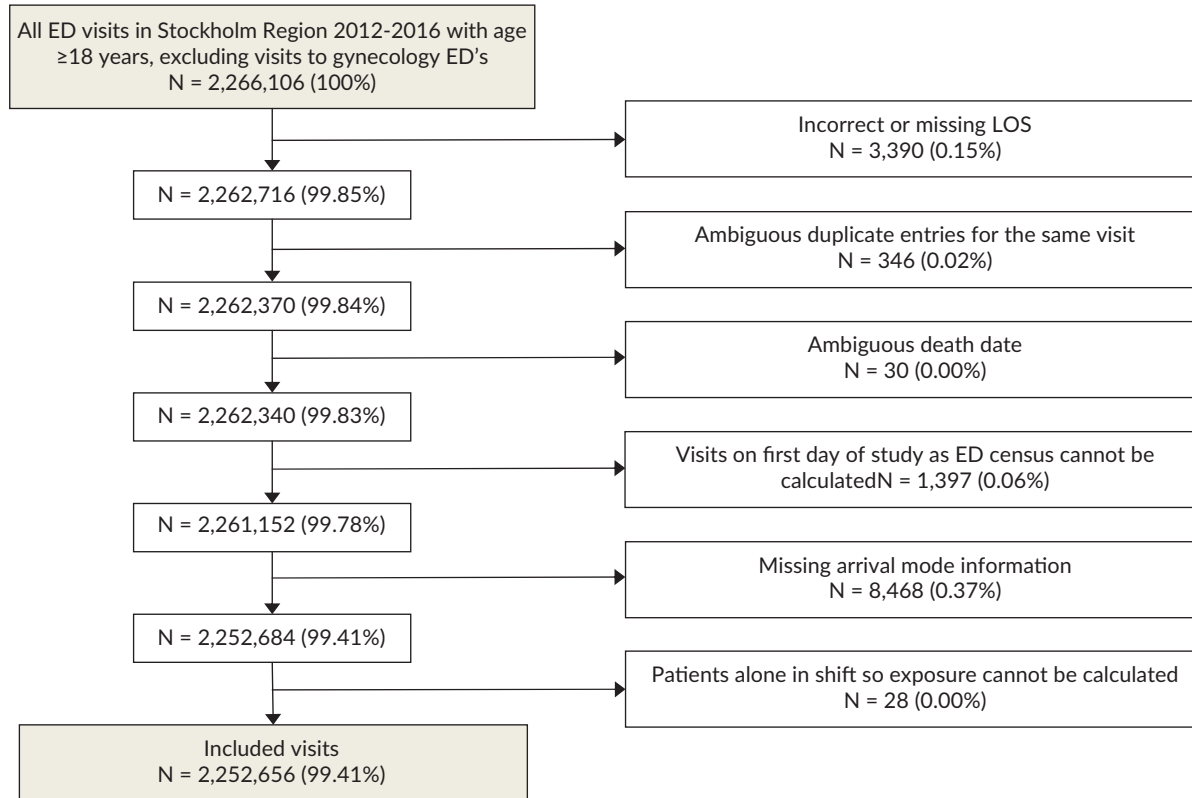 All ED visits in Stockholm Region 2012-2016 with age
≥18 years, excluding visits to gynecology ED's
N = 2,266,106 (100%)
Incorrect or missing LOS
N = 3,390 (0.15%)
N = 2,262,716 (99.85%)
Ambiguous duplicate entries for the same visit
N = 346 (0.02%)
N = 2,262,370 (99.84%)
Ambiguous death date
N = 30 (0.00%)
N = 2,262,340 (99.83%)
Visits on first day of study as ED census cannot be
calculatedN = 1,397 (0.06%)
N = 2,261,152 (99.78%)
Missing arrival mode information
N = 8,468 (0.37%)
N = 2,252,684 (99.41%)
Patients alone in shift so exposure cannot be calculated
N = 28 (0.00%)
Included visits
N = 2,252,656 (99.41%)